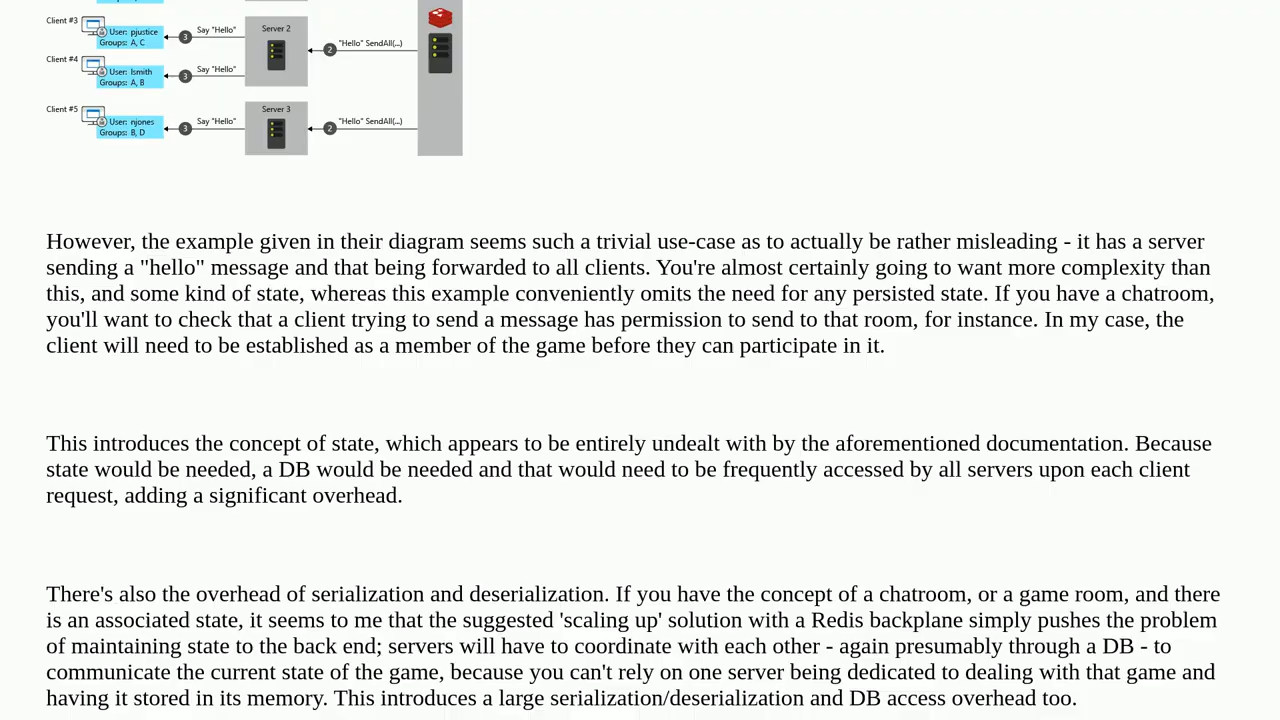 Client #3
User: pjustice
Groups: A, C
3
Say "Hello"
Server 2
2
"Hello" SendAll(...)
Client #4
User: lsmith
Groups: A, B
3
Say "Hello"
Client #5
User: njones
Groups: B, D
3
Say "Hello"
Server 3
2
"Hello" SendAll(...)
However, the example given in their diagram seems such a trivial use-case as to actually be rather misleading - it has a server
sending a "hello" message and that being forwarded to all clients. You're almost certainly going to want more complexity than
this, and some kind of state, whereas this example conveniently omits the need for any persisted state. If you have a chatroom,
you'll want to check that a client trying to send a message has permission to send to that room, for instance. In my case, the
client will need to be established as a member of the game before they can participate in it.
This introduces the concept of state, which appears to be entirely undealt with by the aforementioned documentation. Because
state would be needed, a DB would be needed and that would need to be frequently accessed by all servers upon each client
request, adding a significant overhead.
There's also the overhead of serialization and deserialization. If you have the concept of a chatroom, or a game room, and there
is an associated state, it seems to me that the suggested 'scaling up' solution with a Redis backplane simply pushes the problem
of maintaining state to the back end; servers will have to coordinate with each other - again presumably through a DB - to
communicate the current state of the game, because you can't rely on one server being dedicated to dealing with that game and
having it stored in its memory. This introduces a large serialization/deserialization and DB access overhead too.